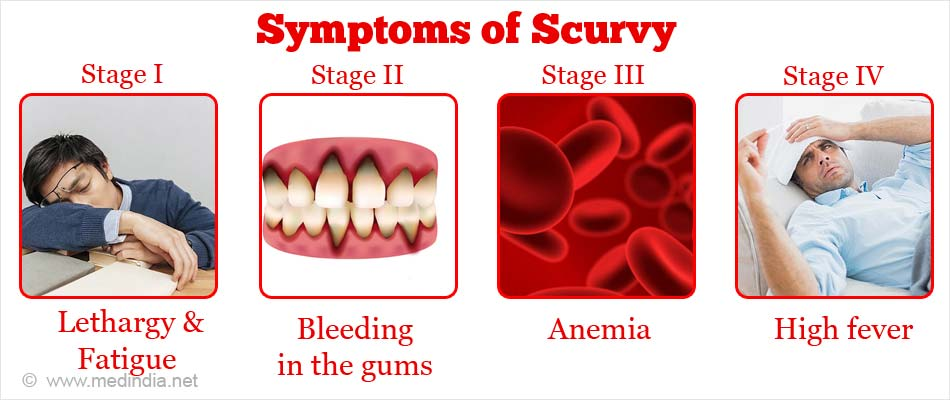 Symptoms of Scurvy
Stage I
Stage II
Stage III
Stage IV
Lethargy &
Fatigue
Bleeding
in the gums
Anemia
High fever
© www.medindia.net